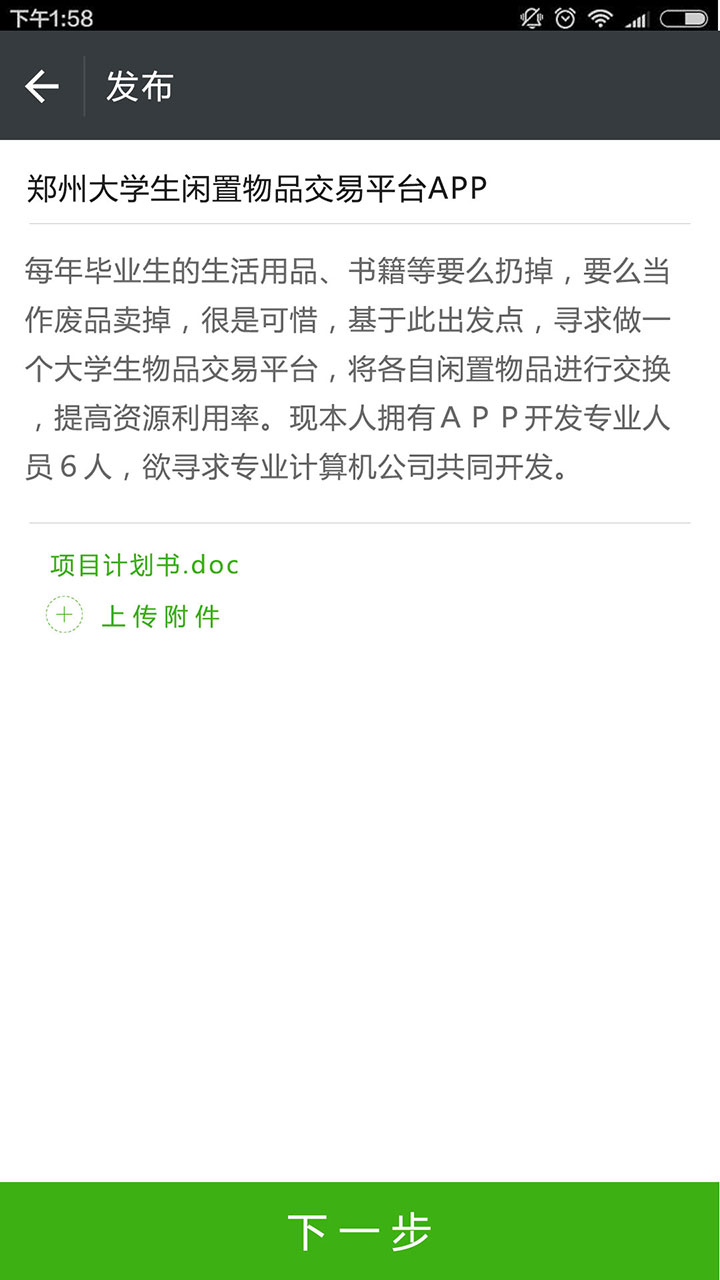 下午1:58
发布
郑州大学生闲置物品交易平台APP
每年毕业生的生活用品、书籍等要么扔掉，要么当
作废品卖掉，很是可惜，基于此出发点，寻求做一
个大学生物品交易平台，将各自闲置物品进行交换
，提高资源利用率。现本人拥有ＡＰＰ开发专业人
员６人，欲寻求专业计算机公司共同开发。
项目计划书.doc
上传附件
下一步